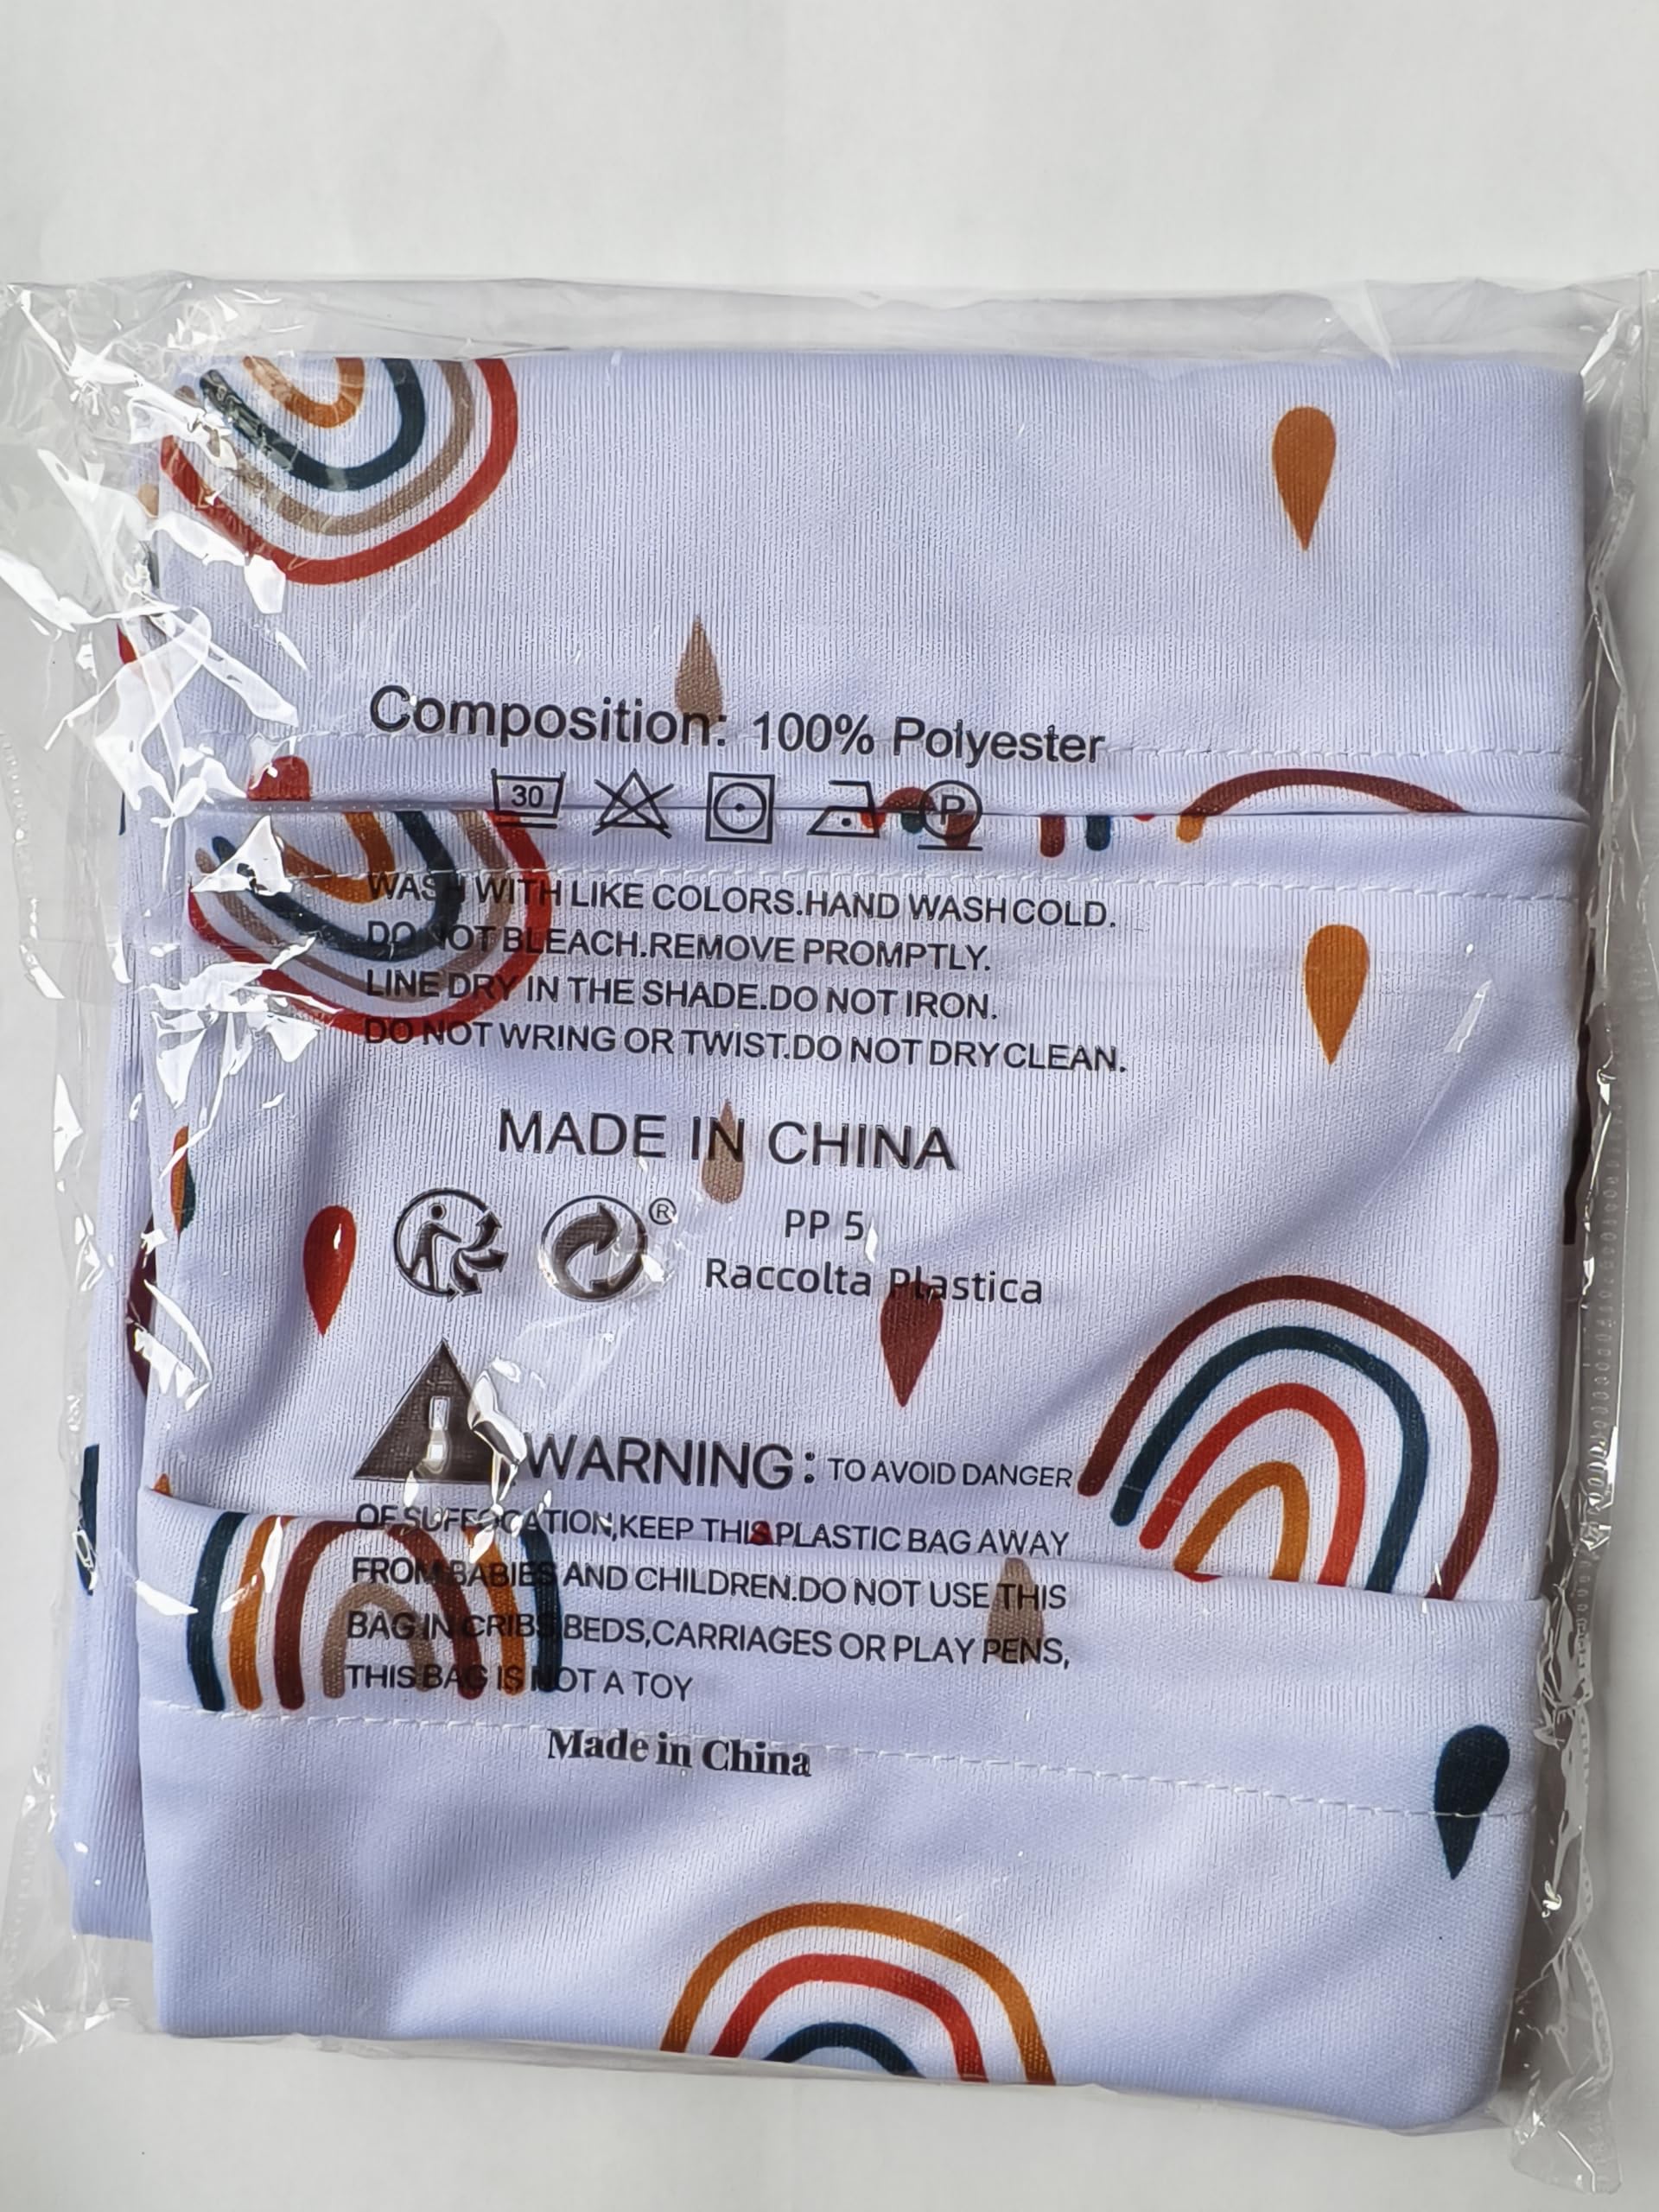 Composition: 100% Polyester
30 P
WASH WITH LIKE COLORS.HAND WASH COLD.
DO NOT BLEACH.REMOVE PROMPTLY.
LINE DRY IN THE SHADE.DO NOT IRON.
DO NOT WRING OR TWIST.DO NOT DRY CLEAN.
MADE IN CHINA
®
PP 5
Raccolta Plastica
WARNING: TO AVOID DANGER
OF SUFFOCATION,KEEP THIS PLASTIC BAG AWAY
FROM BABIES AND CHILDREN.DO NOT USE THIS
BAG IN CRIBS BEDS,CARRIAGES OR PLAY PENS,
THIS BAG IS NOT A TOY
Made in China